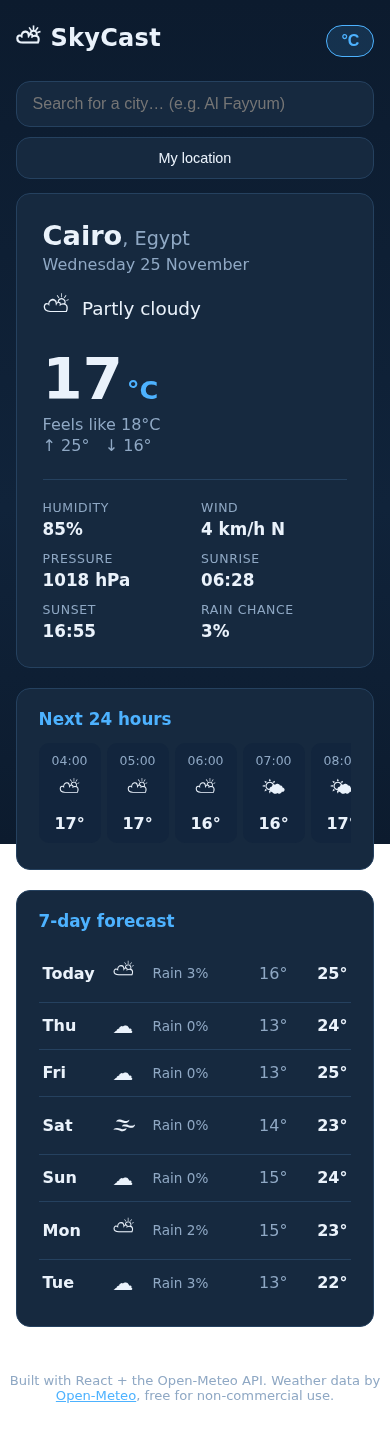 SkyCast
°C
Search for a city… (e.g. Al Fayyum)
My location
Cairo, Egypt
Wednesday 25 November
Partly cloudy
17 °C
Feels like 18°C
↑ 25° ↓ 16°
HUMIDITY WIND
85% 4 km/h N
PRESSURE SUNRISE
1018 hPa 06:28
SUNSET RAIN CHANCE
16:55 3%
Next 24 hours
04:00 05:00 06:00 07:00 08:0
17° 17° 16° 16° 17°
7-day forecast
Today Rain 3% 16° 25°
Thu Rain 0% 13° 24°
Fri Rain 0% 13° 25°
Sat Rain 0% 14° 23°
Sun Rain 0% 15° 24°
Mon Rain 2% 15° 23°
Tue Rain 3% 13° 22°
Built with React + the Open-Meteo API. Weather data by
Open-Meteo, free for non-commercial use.